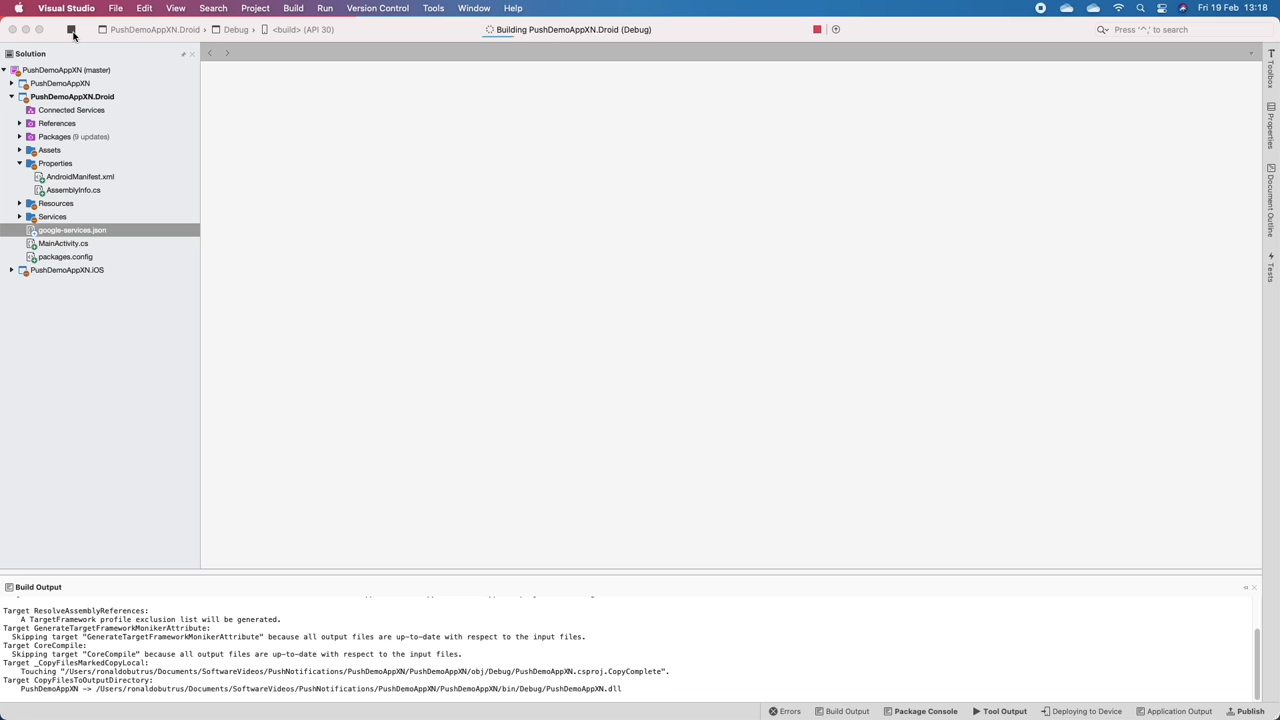 Visual Studio File Edit View Search Project Build Run Version Control Tools Window Help Fri 19 Feb 13:18
PushDemoAppXN.Droid › Debug › <build> (API 30) Building PushDemoAppXN.Droid (Debug) Press '^,' to search
Solution
PushDemoAppXN (master)
PushDemoAppXN
PushDemoAppXN.Droid
Connected Services
References
Packages (9 updates)
Assets
Properties
AndroidManifest.xml
AssemblyInfo.cs
Resources
Services
google-services.json
MainActivity.cs
packages.config
PushDemoAppXN.iOS
Toolbox
Properties
Document Outline
Tests
Build Output
Target ResolveAssemblyReferences:
A TargetFramework profile exclusion list will be generated.
Target GenerateTargetFrameworkMonikerAttribute:
Skipping target "GenerateTargetFrameworkMonikerAttribute" because all output files are up-to-date with respect to the input files.
Target CoreCompile:
Skipping target "CoreCompile" because all output files are up-to-date with respect to the input files.
Target _CopyFilesMarkedCopyLocal:
Touching "/Users/ronaldobutrus/Documents/SoftwareVideos/PushNotifications/PushDemoAppXN/PushDemoAppXN/obj/Debug/PushDemoAppXN.csproj.CopyComplete".
Target CopyFilesToOutputDirectory:
PushDemoAppXN -> /Users/ronaldobutrus/Documents/SoftwareVideos/PushNotifications/PushDemoAppXN/PushDemoAppXN/bin/Debug/PushDemoAppXN.dll
Errors Build Output Package Console Tool Output Deploying to Device Application Output Publish